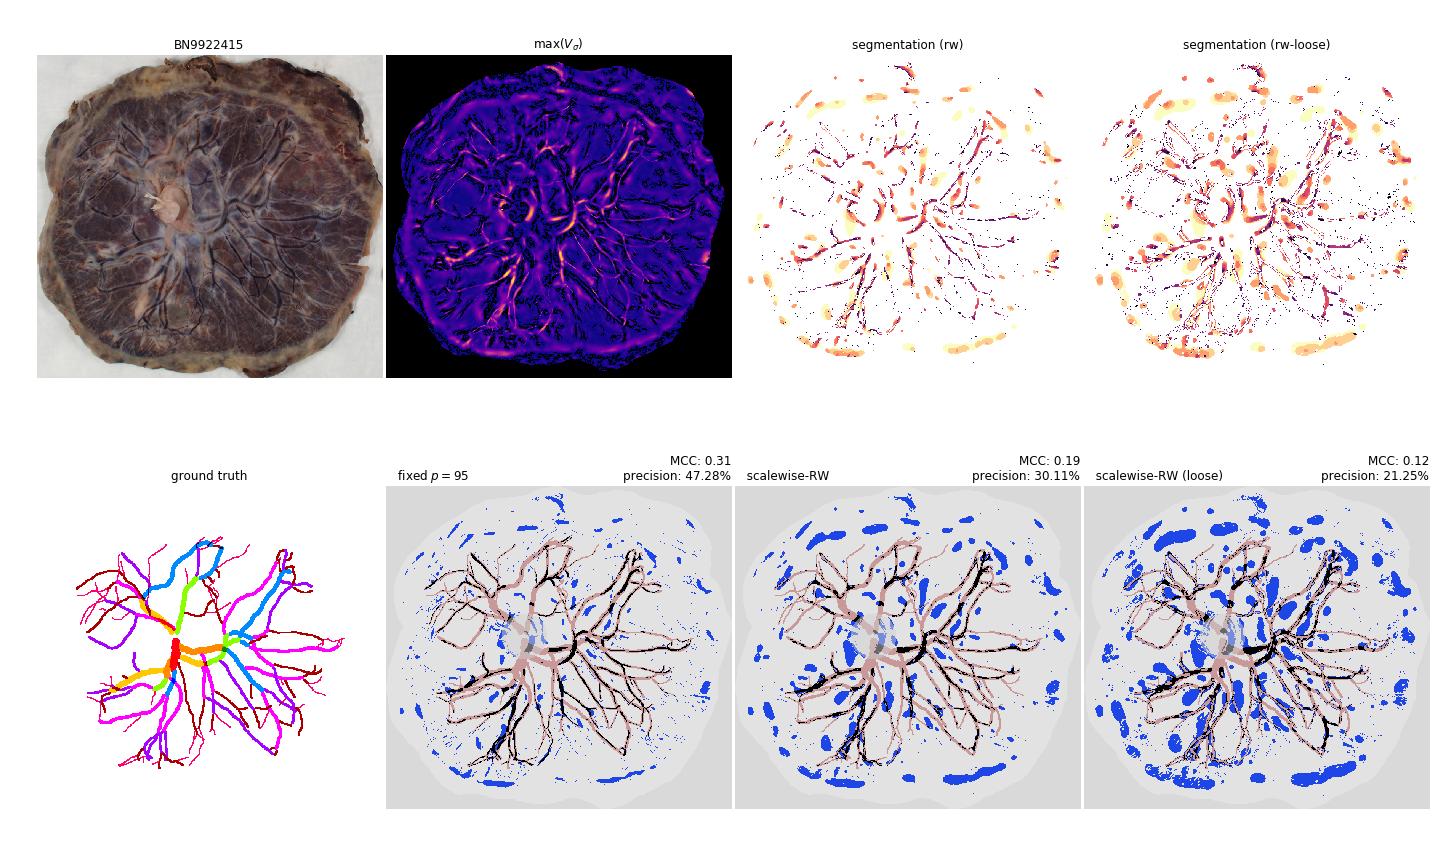 BN9922415
max(Vσ)
segmentation (rw)
segmentation (rw-loose)
ground truth
fixed p = 95
MCC: 0.31
precision: 47.28%
scalewise-RW
MCC: 0.19
precision: 30.11%
scalewise-RW (loose)
MCC: 0.12
precision: 21.25%